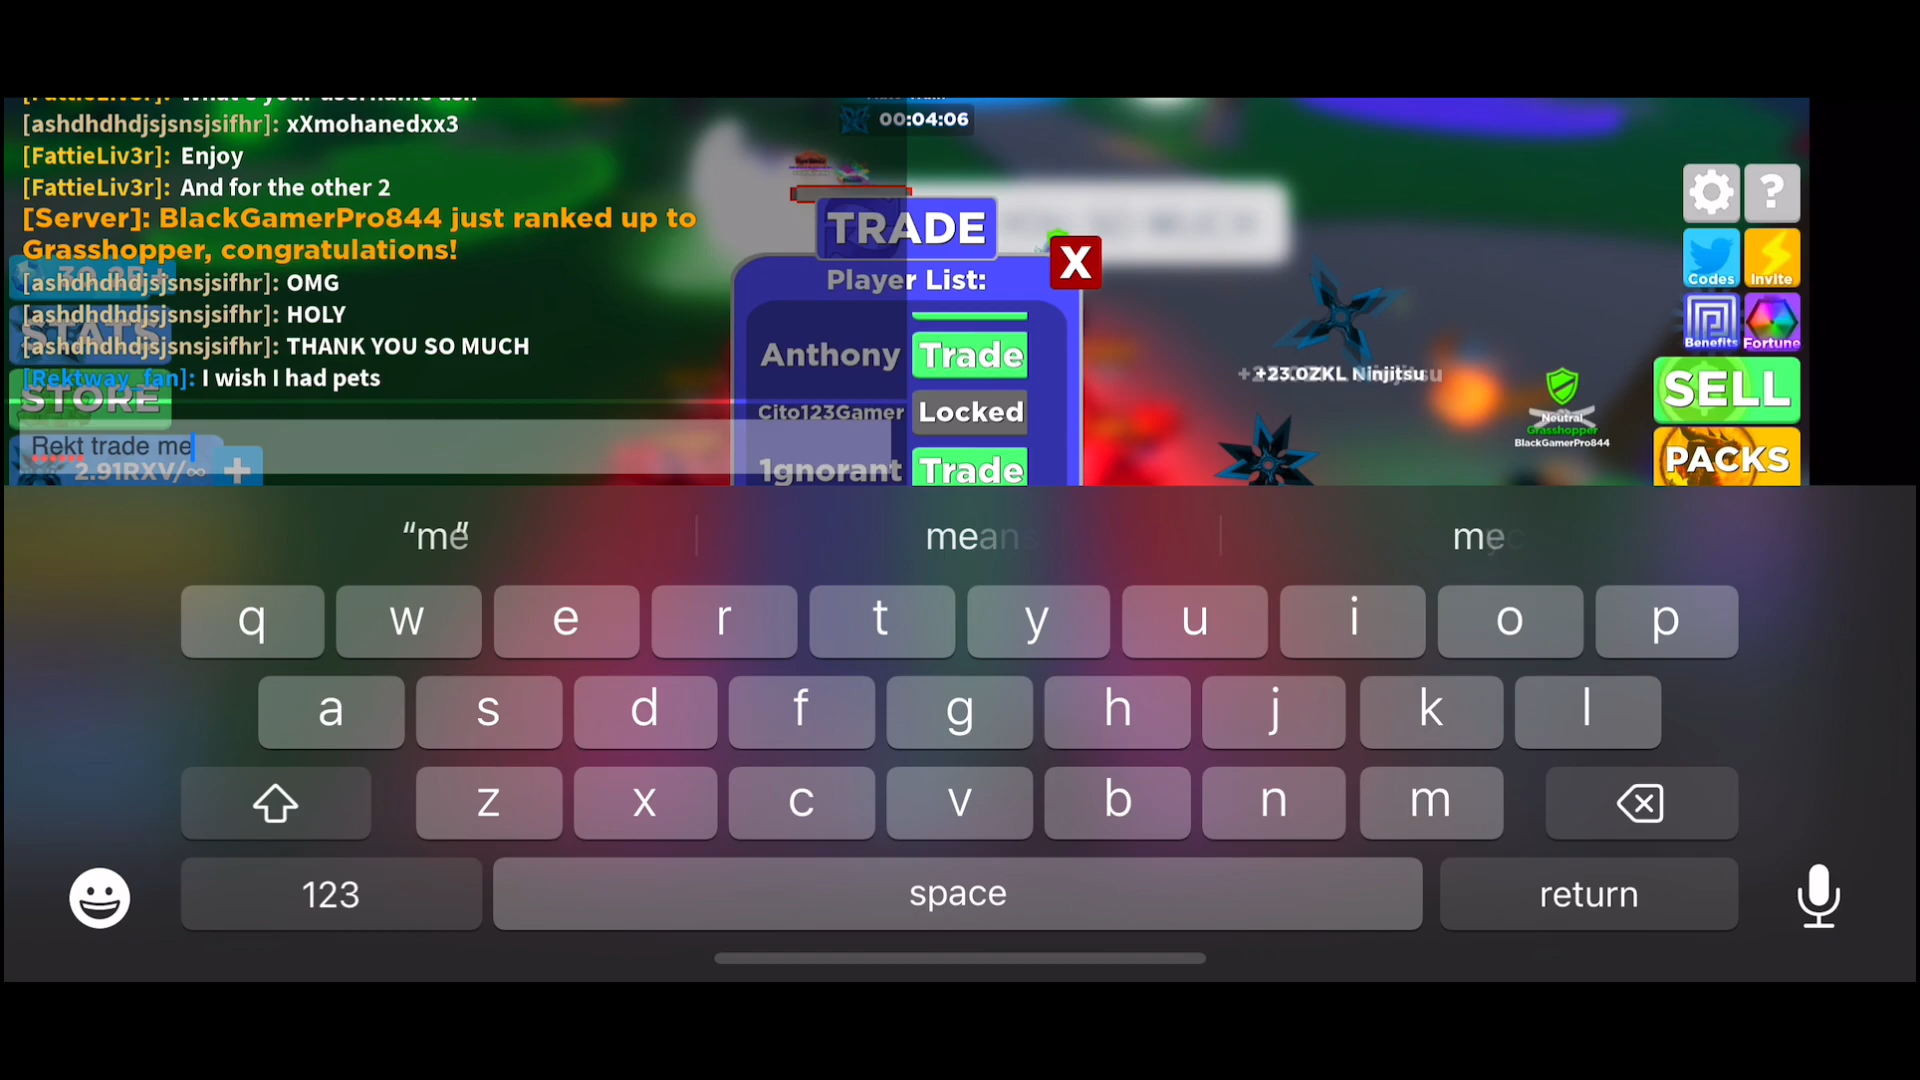 [ashdhdhdjsjsnsjsifhr]: xXmohanedxx3
[FattieLiv3r]: Enjoy
[FattieLiv3r]: And for the other 2
[Server]: BlackGamerPro844 just ranked up to
Grasshopper, congratulations!
[ashdhdhdjsjsnsjsifhr]: OMG
[ashdhdhdjsjsnsjsifhr]: HOLY
[ashdhdhdjsjsnsjsifhr]: THANK YOU SO MUCH
[Rektway_fan]: I wish I had pets
STATS
STORE
Rekt trade me
2.91RXV/∞ +
00:04:06
TRADE
X
Player List:
Anthony Trade
Cito123Gamer Locked
1gnorant Trade
+23.0ZKL Ninjitsu
Neutral
Grasshopper
BlackGamerPro844
?
Codes Invite
Benefits Fortune
SELL
PACKS
“me” means
q w e r t y u i o p
a s d f g h j k l
z x c v b n m
123 space return